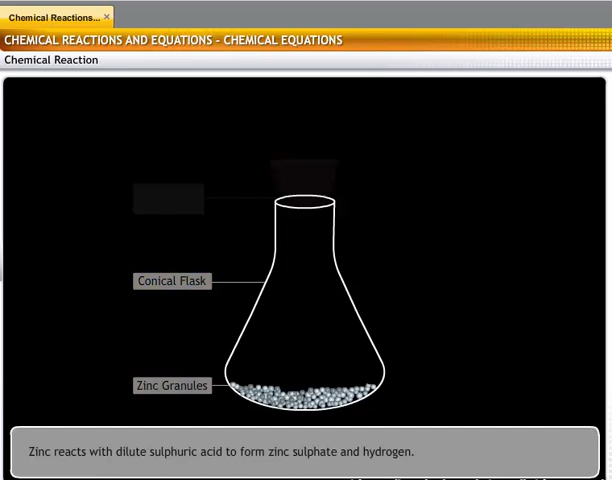 Chemical Reactions...
CHEMICAL REACTIONS AND EQUATIONS - CHEMICAL EQUATIONS
Chemical Reaction
Conical Flask
Zinc Granules
Zinc reacts with dilute sulphuric acid to form zinc sulphate and hydrogen.